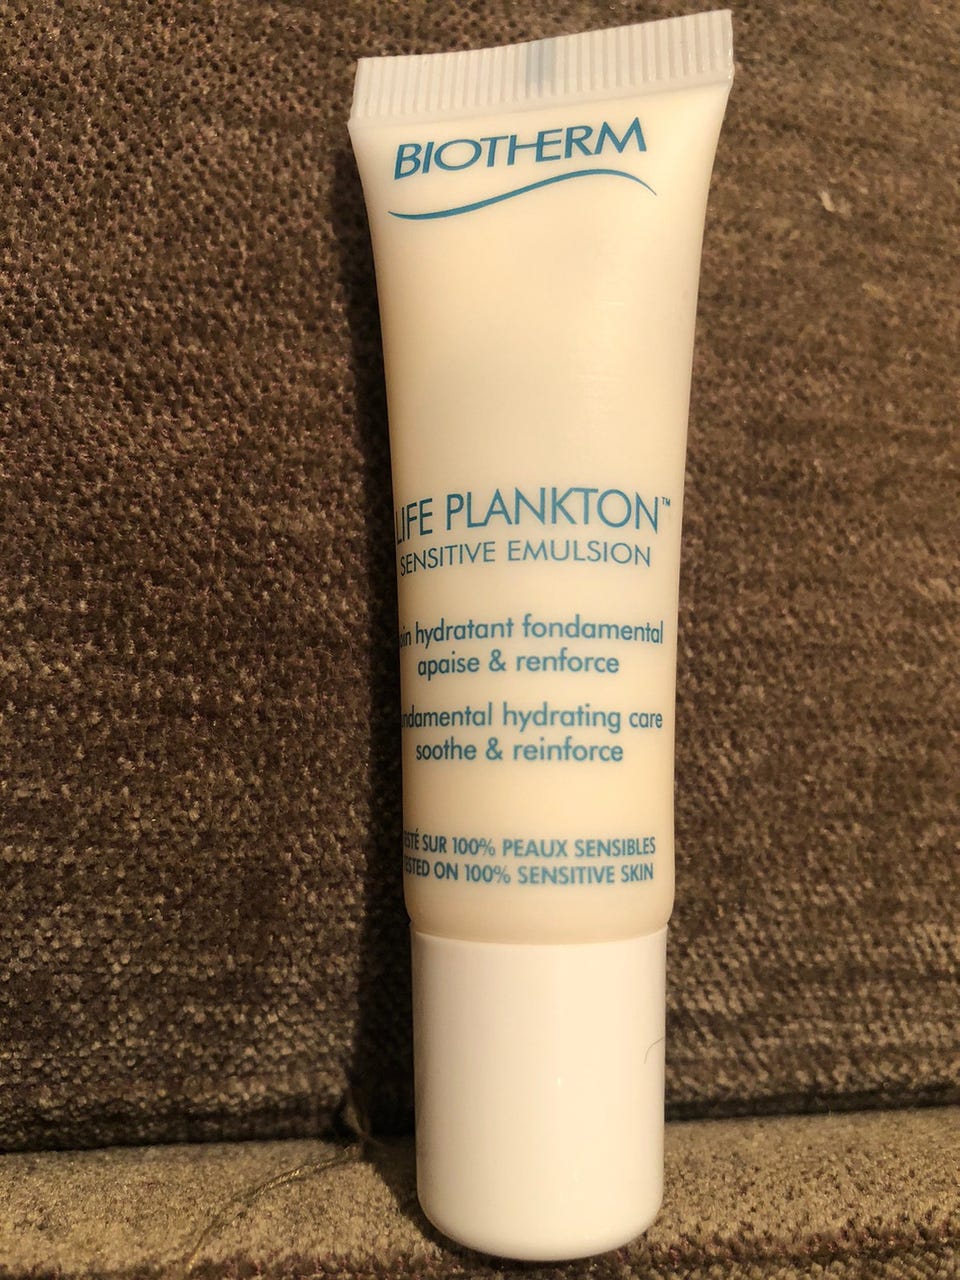 BIOTHERM
LIFE PLANKTON™
SENSITIVE EMULSION
hydratant fondamental
apaise & renforce
hydrating care
soothe & reinforce
SUR 100% PEAUX SENSIBLES
ON 100% SENSITIVE SKIN